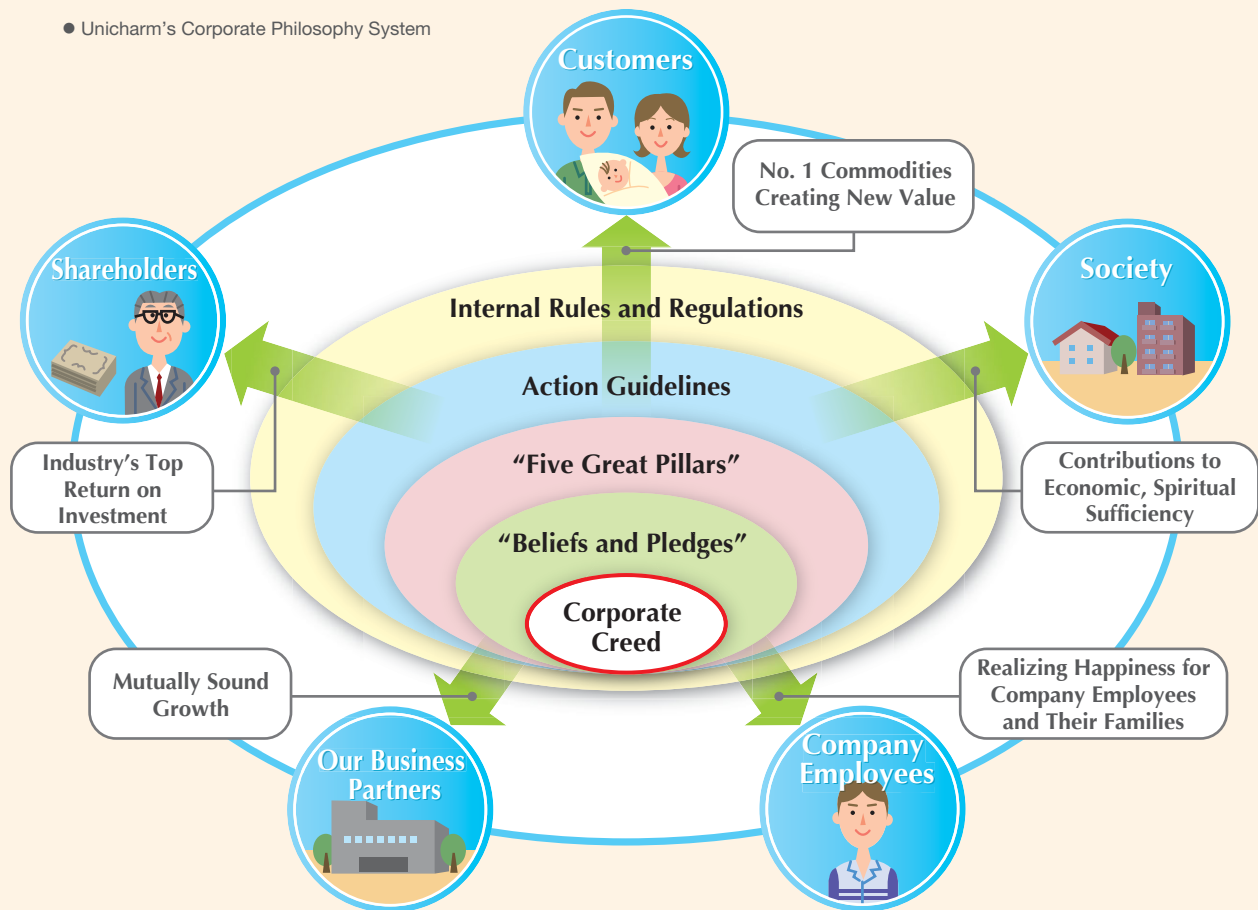 ● Unicharm's Corporate Philosophy System
Customers
No. 1 Commodities
Creating New Value
Shareholders
Society
Internal Rules and Regulations
Action Guidelines
Industry's Top
Return on
Investment
“Five Great Pillars”
Contributions to
Economic, Spiritual
Sufficiency
“Beliefs and Pledges”
Corporate
Creed
Mutually Sound
Growth
Realizing Happiness for
Company Employees
and Their Families
Our Business
Partners
Company
Employees